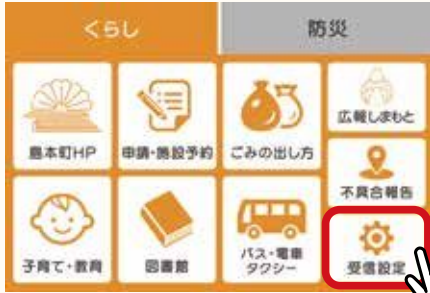 くらし
防災
島本町HP
申請・施設予約
ごみの出し方
広報しまもと
不具合報告
子育て・教育
図書館
バス・電車
タクシー
受信設定